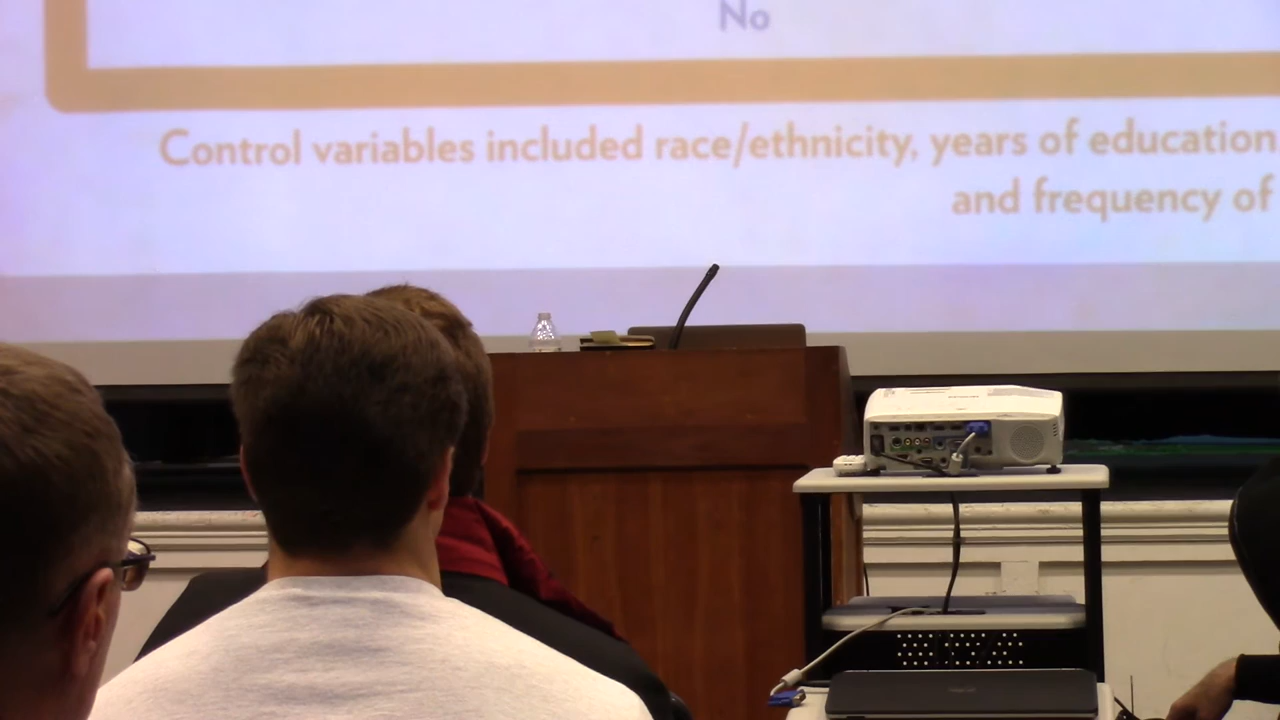 No
Control variables included race/ethnicity, years of education,
and frequency of